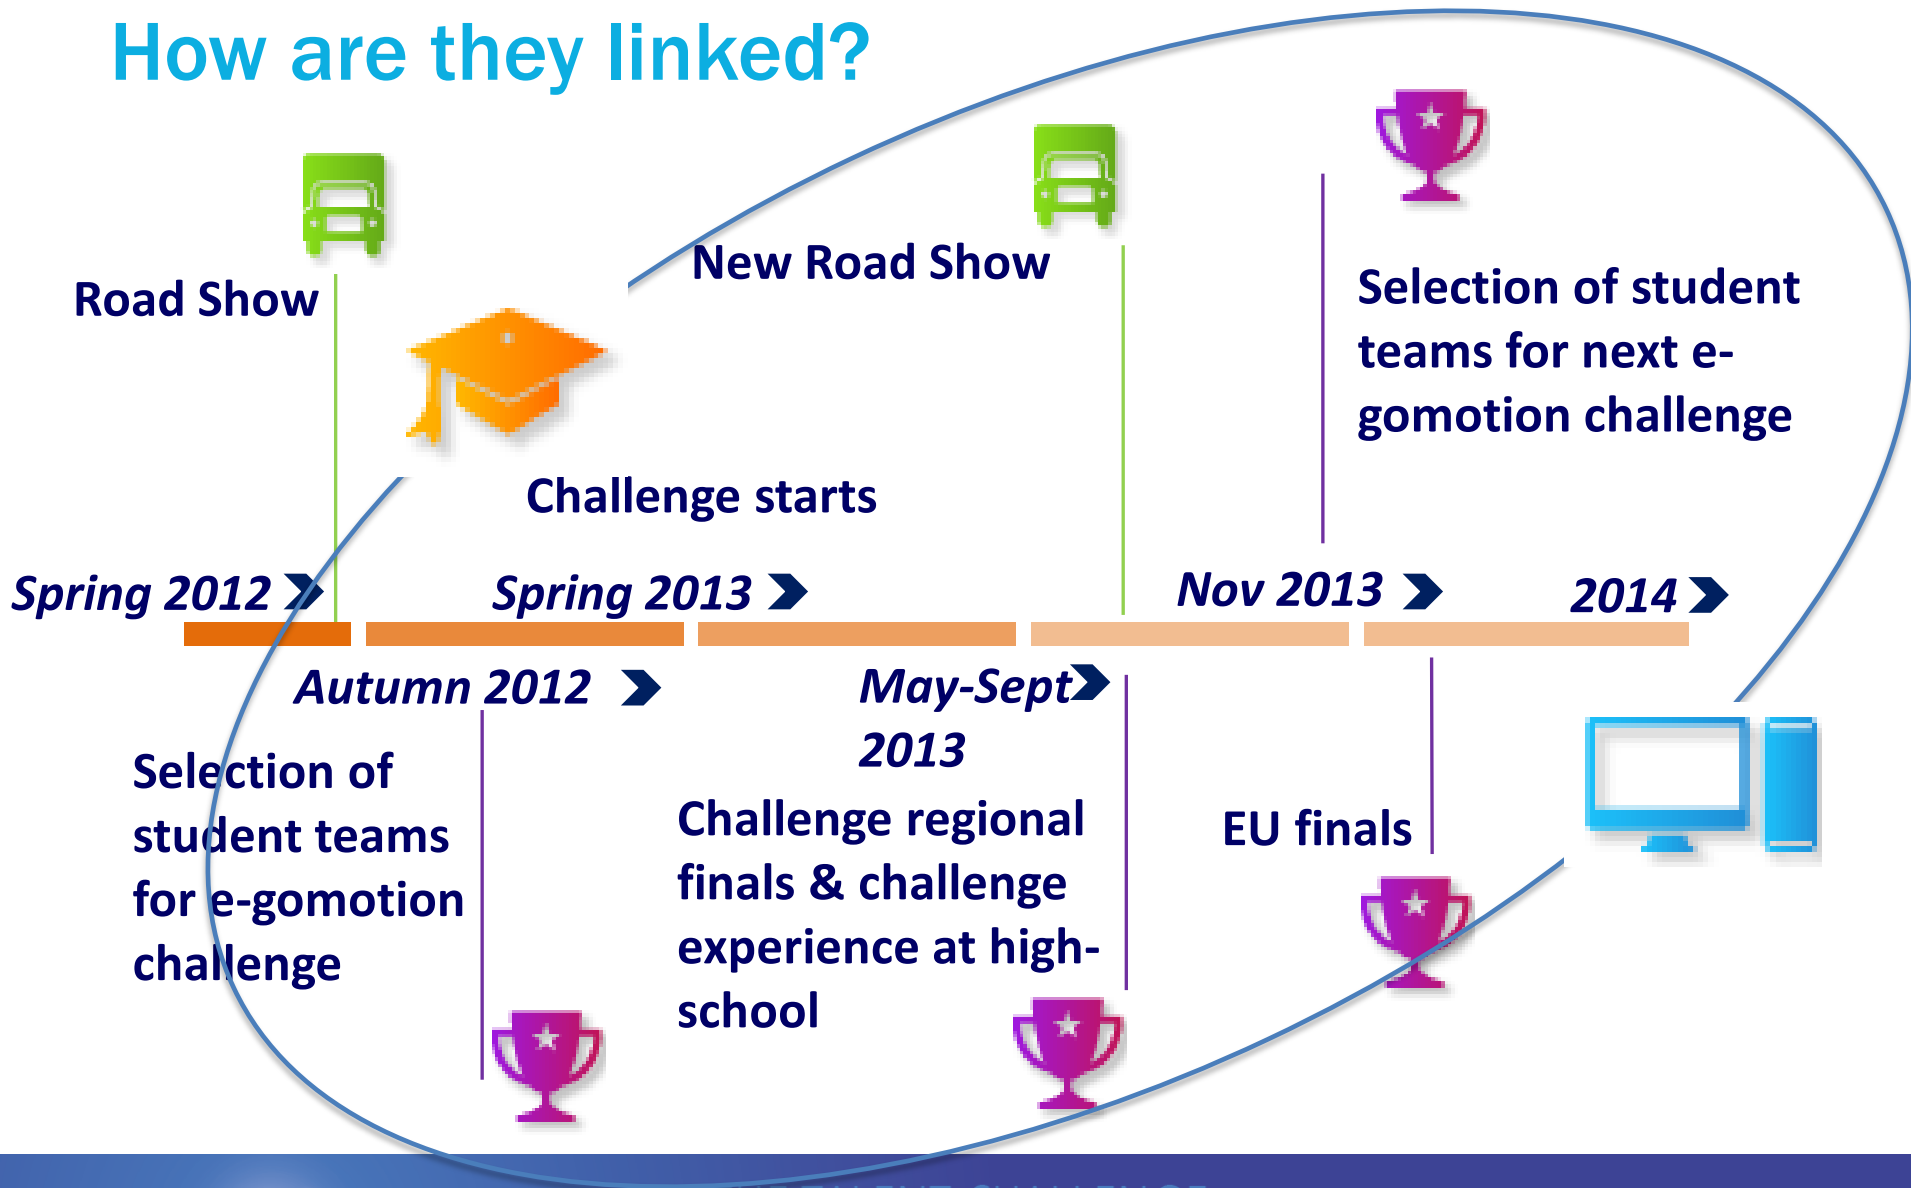 How are they linked?
Road Show
New Road Show
Selection of student
teams for next e-
gomotion challenge
Challenge starts
Spring 2012
Spring 2013
Nov 2013
2014
Autumn 2012
May-Sept
2013
Selection of
student teams
for e-gomotion
challenge
Challenge regional
finals & challenge
experience at high-
school
EU finals
TALENT CHALLENGE